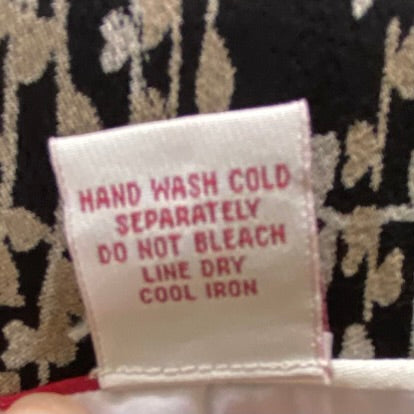 HAND WASH COLD
SEPARATELY
DO NOT BLEACH
LINE DRY
COOL IRON